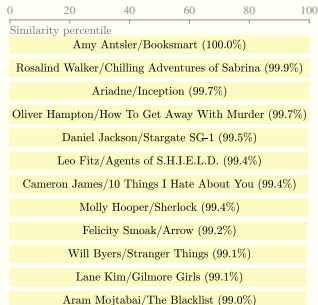 0 20 40 60 80 100
Similarity percentile
Amy Antsler/Booksmart (100.0%)
Rosalind Walker/Chilling Adventures of Sabrina (99.9%)
Ariadne/Inception (99.7%)
Oliver Hampton/How To Get Away With Murder (99.7%)
Daniel Jackson/Stargate SG-1 (99.5%)
Leo Fitz/Agents of S.H.I.E.L.D. (99.4%)
Cameron James/10 Things I Hate About You (99.4%)
Molly Hooper/Sherlock (99.4%)
Felicity Smoak/Arrow (99.2%)
Will Byers/Stranger Things (99.1%)
Lane Kim/Gilmore Girls (99.1%)
Aram Mojtabai/The Blacklist (99.0%)